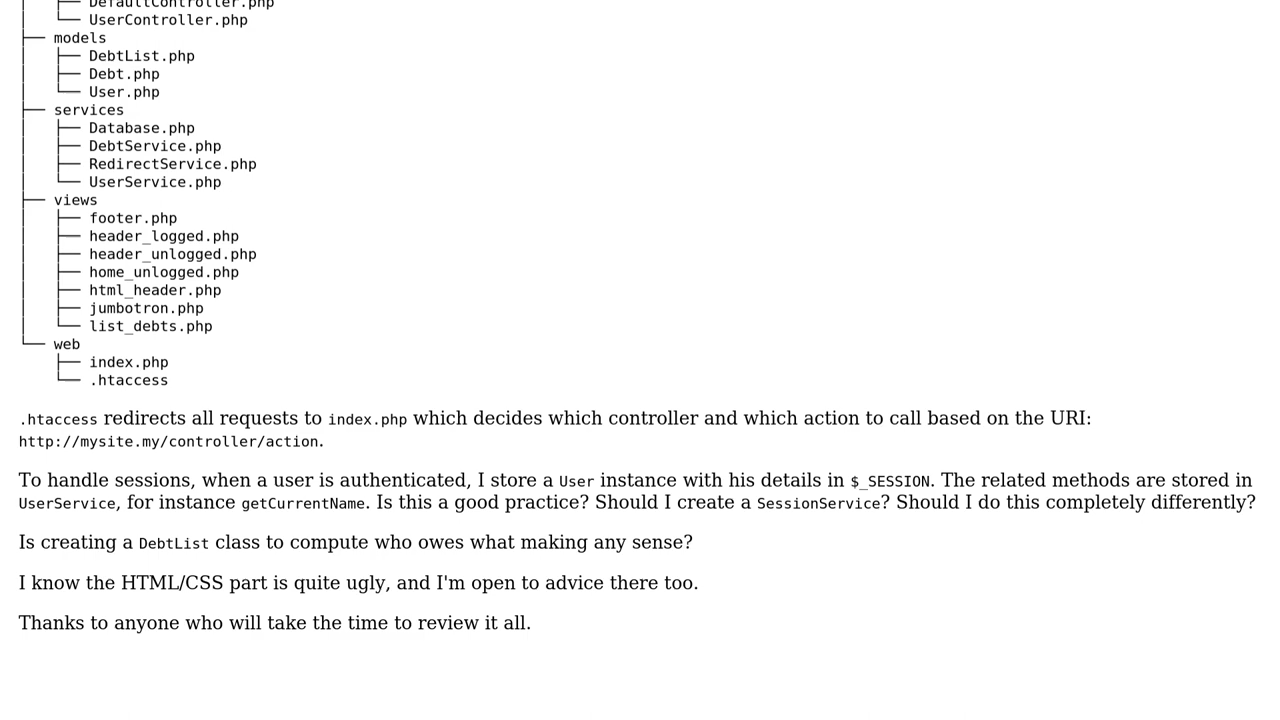 │   ├── DefaultController.php
│   └── UserController.php
├── models
│   ├── DebtList.php
│   ├── Debt.php
│   └── User.php
├── services
│   ├── Database.php
│   ├── DebtService.php
│   ├── RedirectService.php
│   └── UserService.php
├── views
│   ├── footer.php
│   ├── header_logged.php
│   ├── header_unlogged.php
│   ├── home_unlogged.php
│   ├── html_header.php
│   ├── jumbotron.php
│   └── list_debts.php
└── web
    ├── index.php
    └── .htaccess
.htaccess redirects all requests to index.php which decides which controller and which action to call based on the URI:
http://mysite.my/controller/action.
To handle sessions, when a user is authenticated, I store a User instance with his details in $_SESSION. The related methods are stored in
UserService, for instance getCurrentName. Is this a good practice? Should I create a SessionService? Should I do this completely differently?
Is creating a DebtList class to compute who owes what making any sense?
I know the HTML/CSS part is quite ugly, and I'm open to advice there too.
Thanks to anyone who will take the time to review it all.